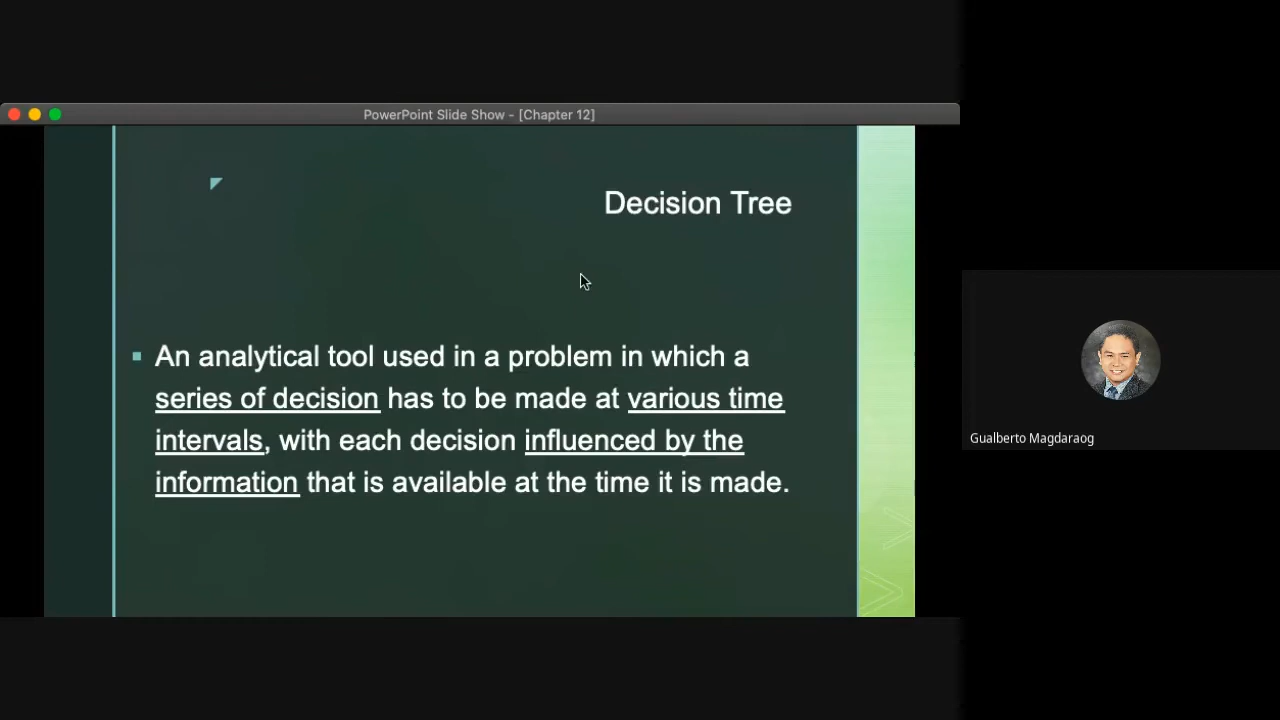 PowerPoint Slide Show - [Chapter 12]
Decision Tree
An analytical tool used in a problem in which a
series of decision has to be made at various time
intervals, with each decision influenced by the
information that is available at the time it is made.
Gualberto Magdaraog